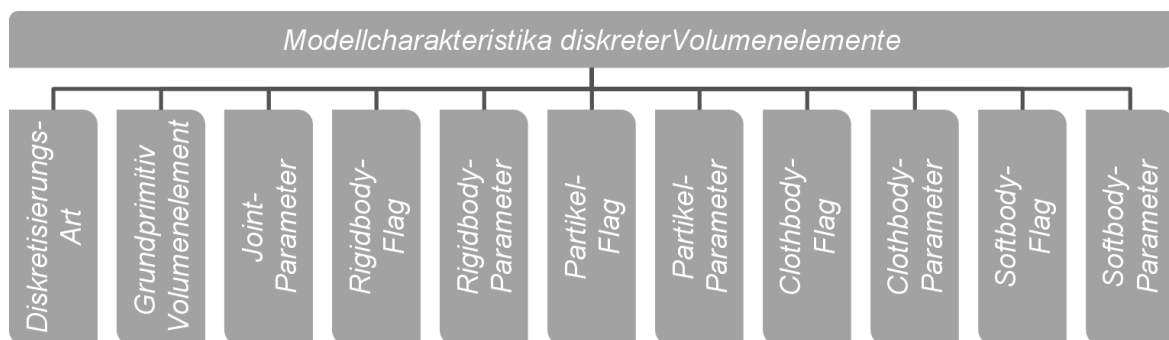 Modellcharakteristika diskreterVolumenelemente
Diskretisierungs-
Art
Grundprimitiv
Volumenelement
Joint-
Parameter
Rigidbody-
Flag
Rigidbody-
Parameter
Partikel-
Flag
Partikel-
Parameter
Clothbody-
Flag
Clothbody-
Parameter
Softbody-
Flag
Softbody-
Parameter